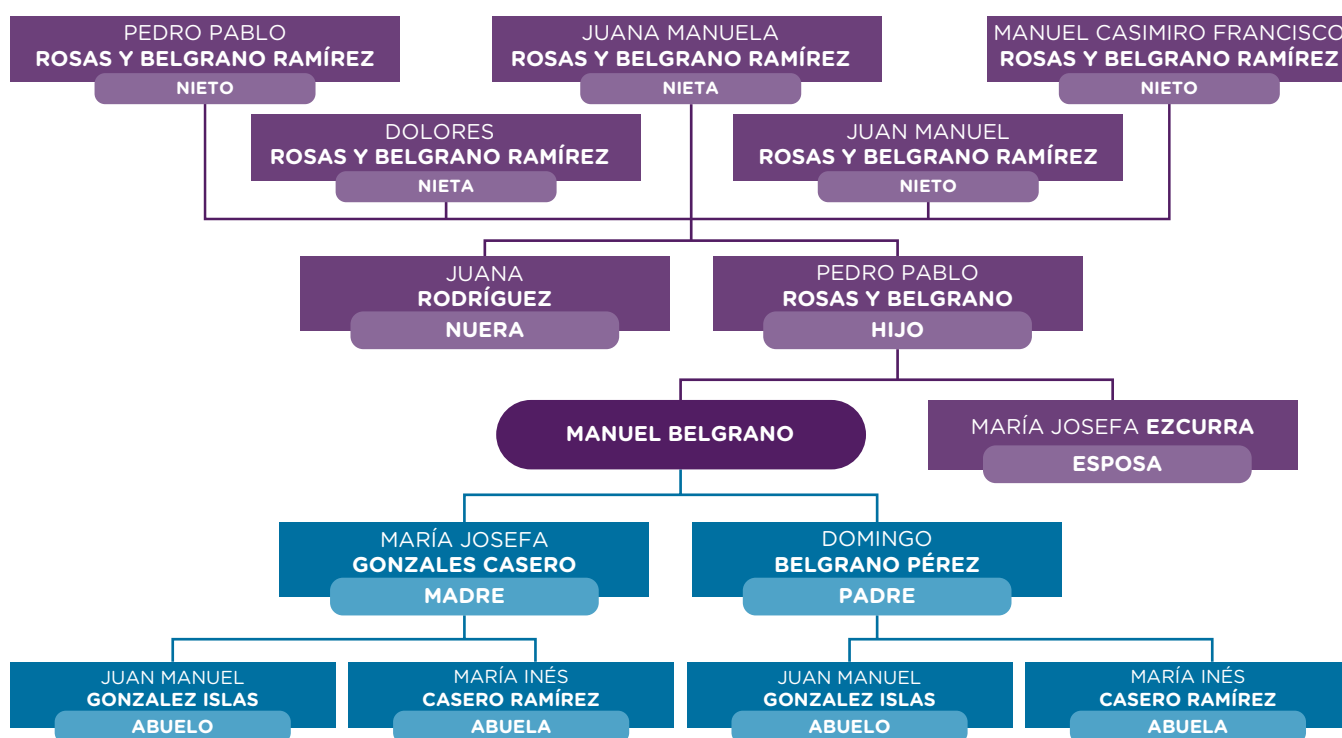 PEDRO PABLO
ROSAS Y BELGRANO RAMÍREZ
NIETO
JUANA MANUELA
ROSAS Y BELGRANO RAMÍREZ
NIETA
MANUEL CASIMIRO FRANCISCO
ROSAS Y BELGRANO RAMÍREZ
NIETO
DOLORES
ROSAS Y BELGRANO RAMÍREZ
NIETA
JUAN MANUEL
ROSAS Y BELGRANO RAMÍREZ
NIETO
JUANA
RODRÍGUEZ
NUERA
PEDRO PABLO
ROSAS Y BELGRANO
HIJO
MANUEL BELGRANO
MARÍA JOSEFA EZCURRA
ESPOSA
MARÍA JOSEFA
GONZALES CASERO
MADRE
DOMINGO
BELGRANO PÉREZ
PADRE
JUAN MANUEL
GONZALEZ ISLAS
ABUELO
MARÍA INÉS
CASERO RAMÍREZ
ABUELA
JUAN MANUEL
GONZALEZ ISLAS
ABUELO
MARÍA INÉS
CASERO RAMÍREZ
ABUELA